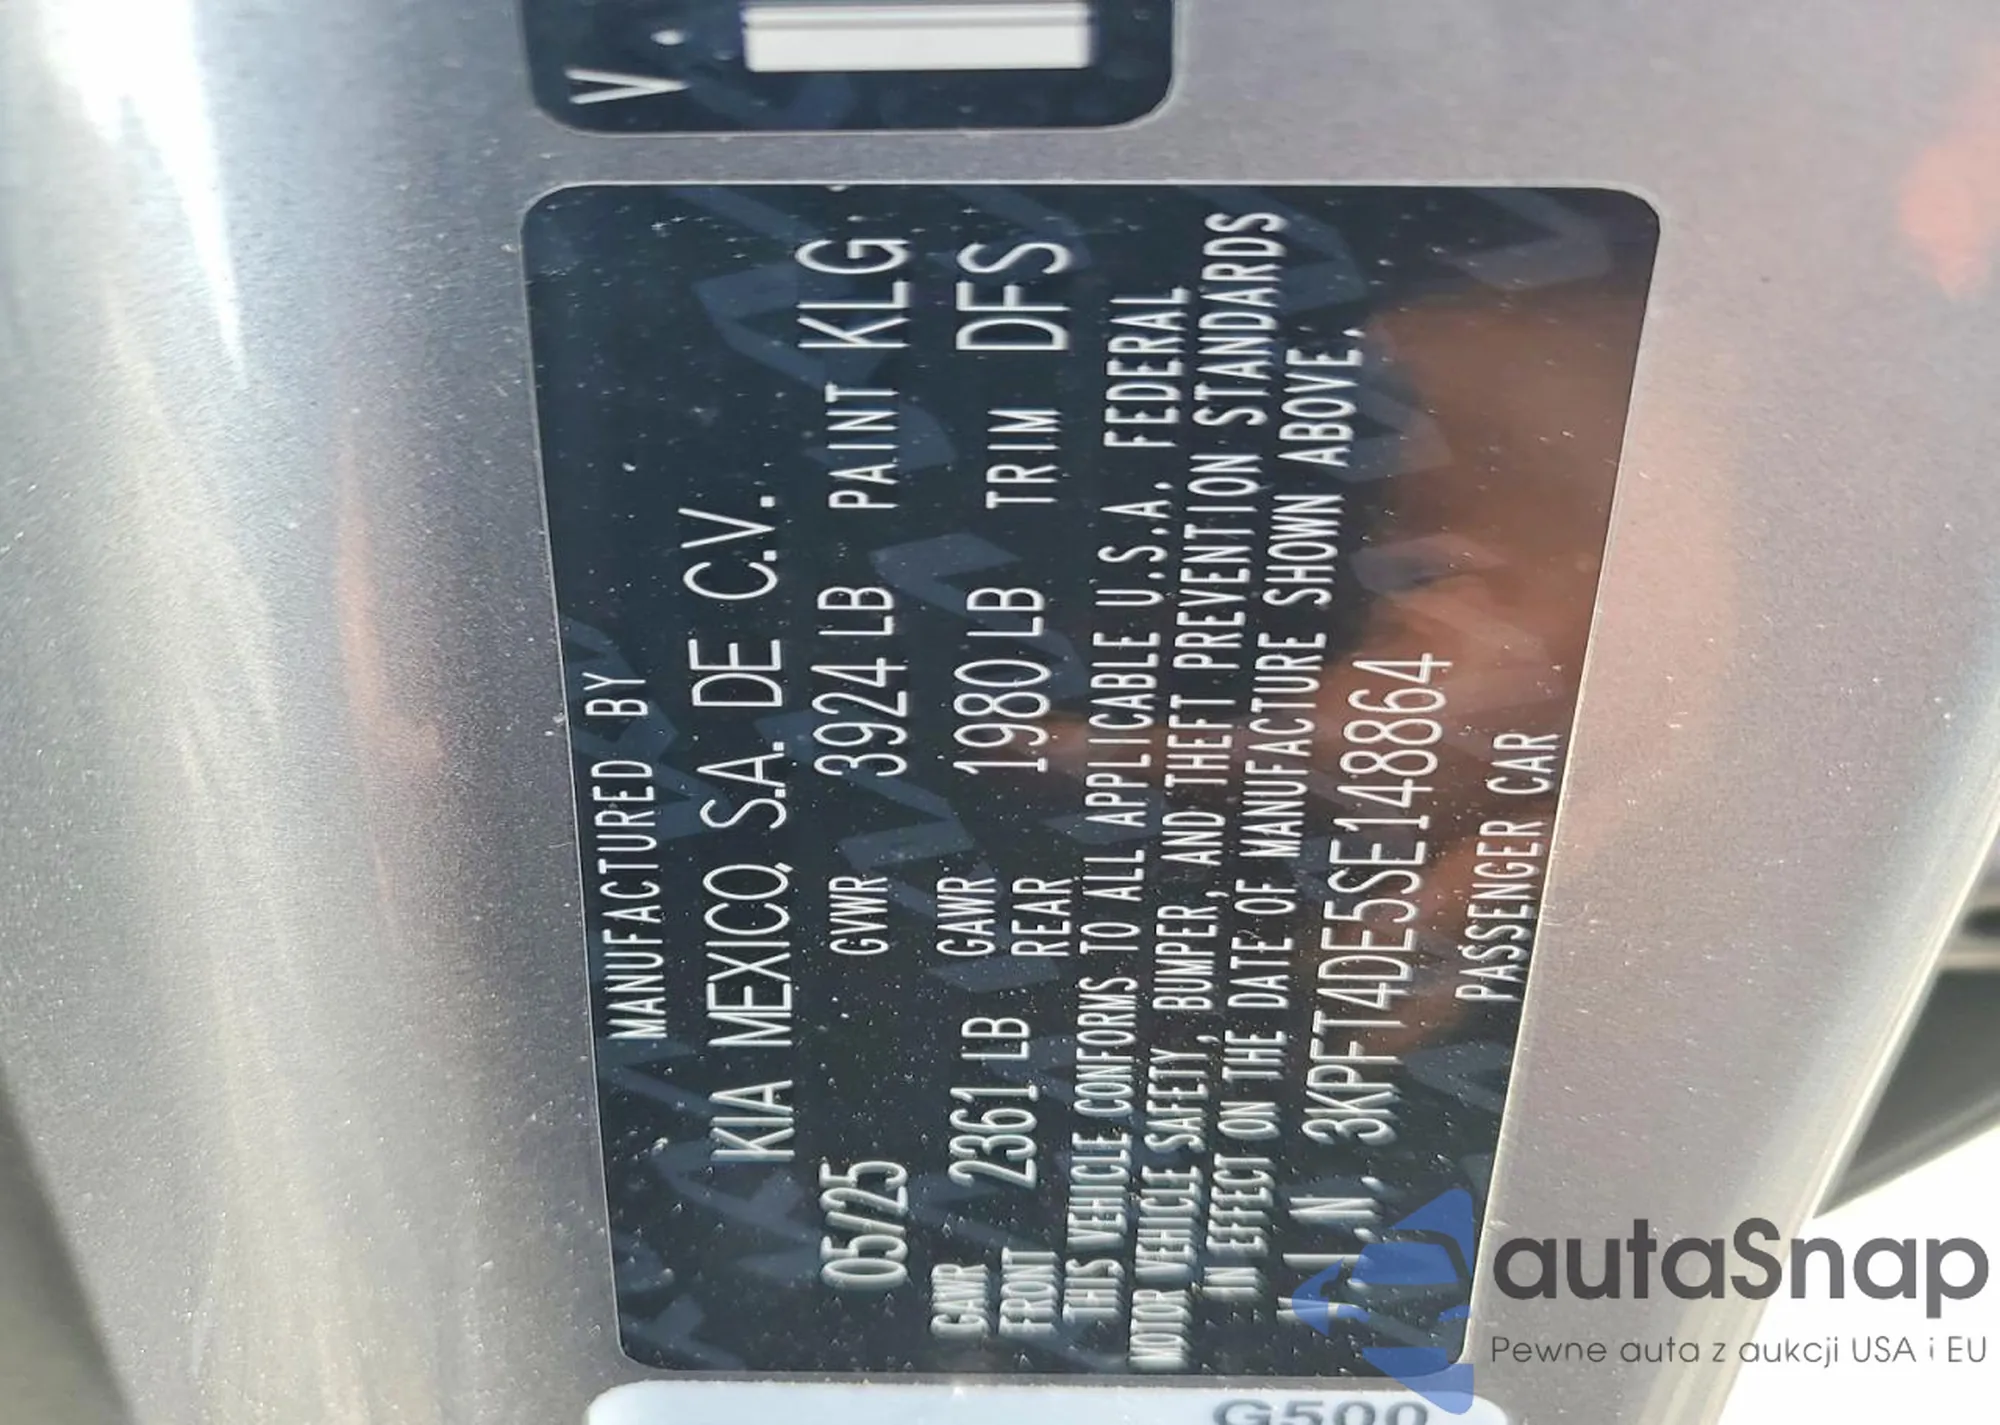 V.
MANUFACTURED BY
KIA MEXICO, S.A. DE C.V.
05/25 GVWR 3924 LB PAINT KLG
GAWR FRONT 2361 LB GAWR REAR 1980 LB TRIM DFS
THIS VEHICLE CONFORMS TO ALL APPLICABLE U.S.A. FEDERAL
MOTOR VEHICLE SAFETY, BUMPER, AND THEFT PREVENTION STANDARDS
IN EFFECT ON THE DATE OF MANUFACTURE SHOWN ABOVE.
V.I.N. 3KPFT4DE5SE148864
PASSENGER CAR
G500
autaSnap
Pewne auta z aukcji USA i EU